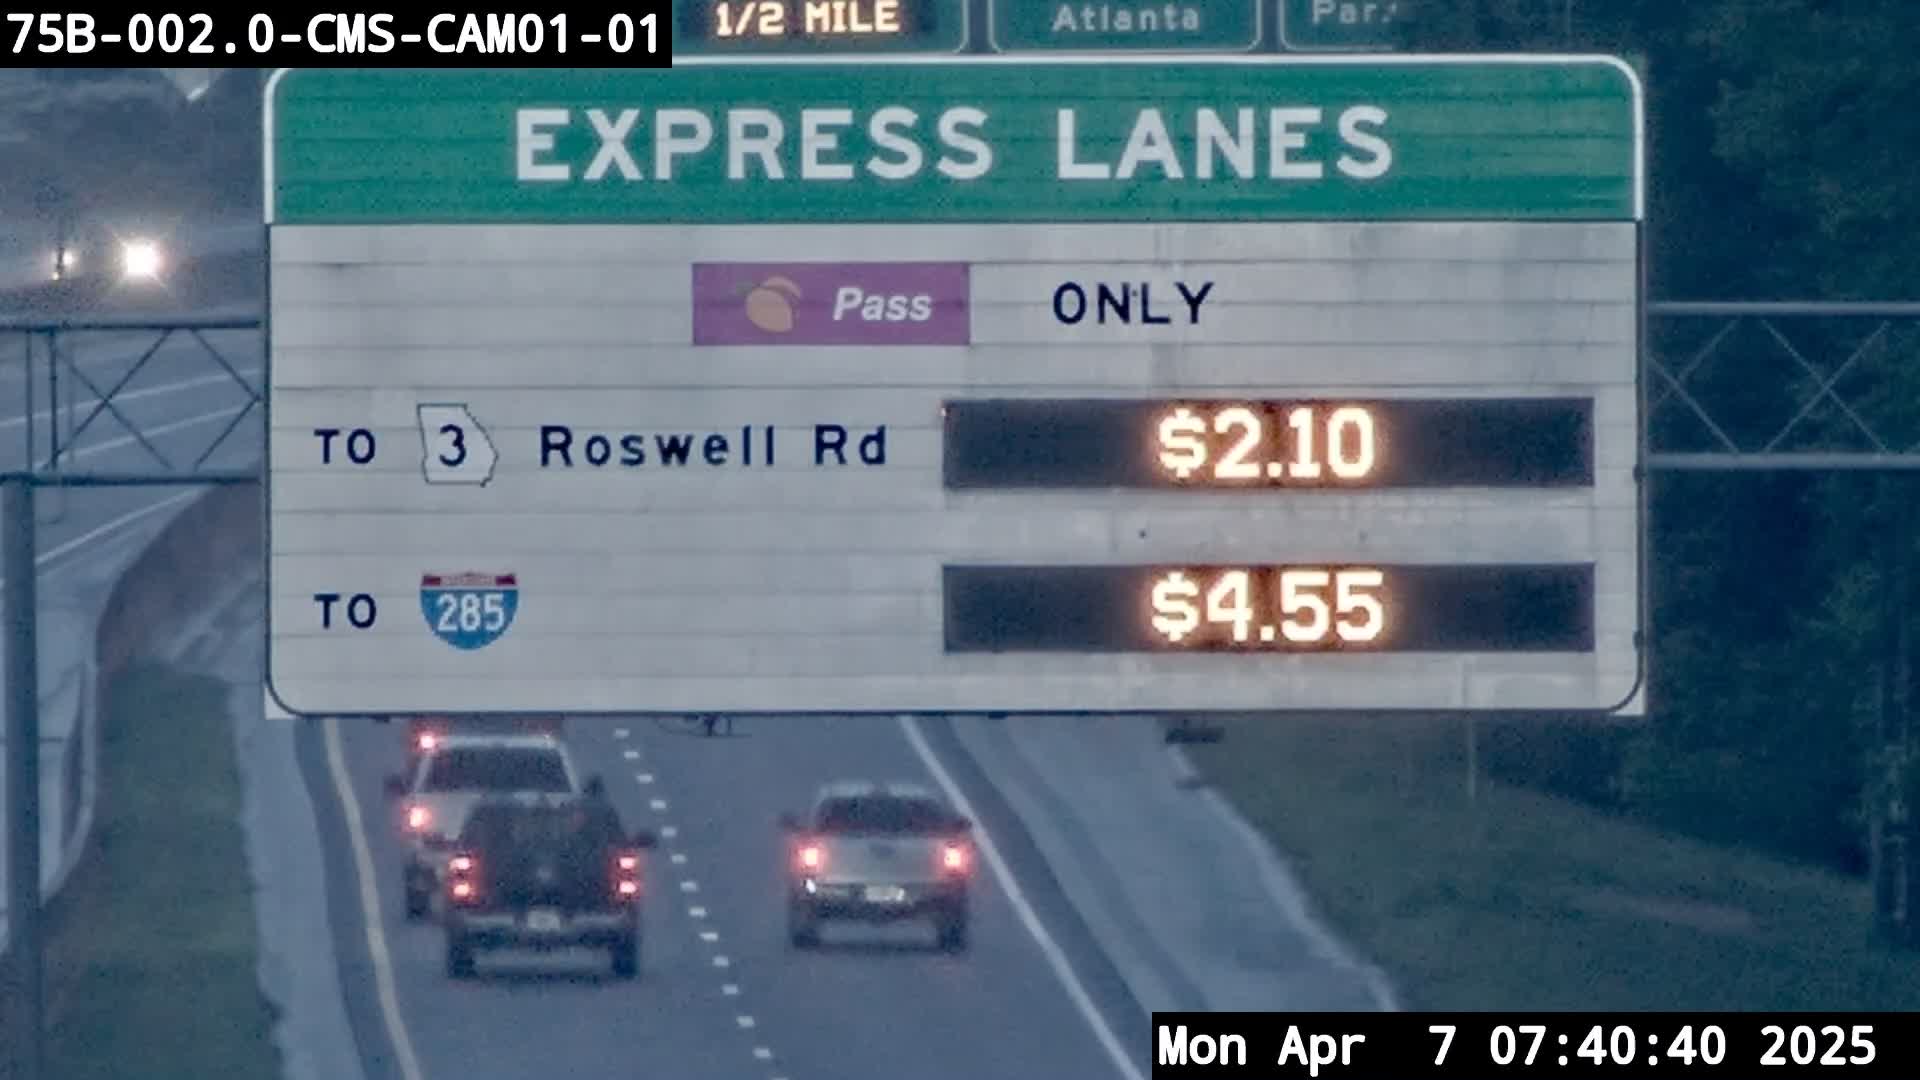 75B-002.0-CMS-CAM01-01
1/2 MILE
Atlanta
EXPRESS LANES
Pass ONLY
TO 3 Roswell Rd $2.10
TO 285 $4.55
Mon Apr 7 07:40:40 2025